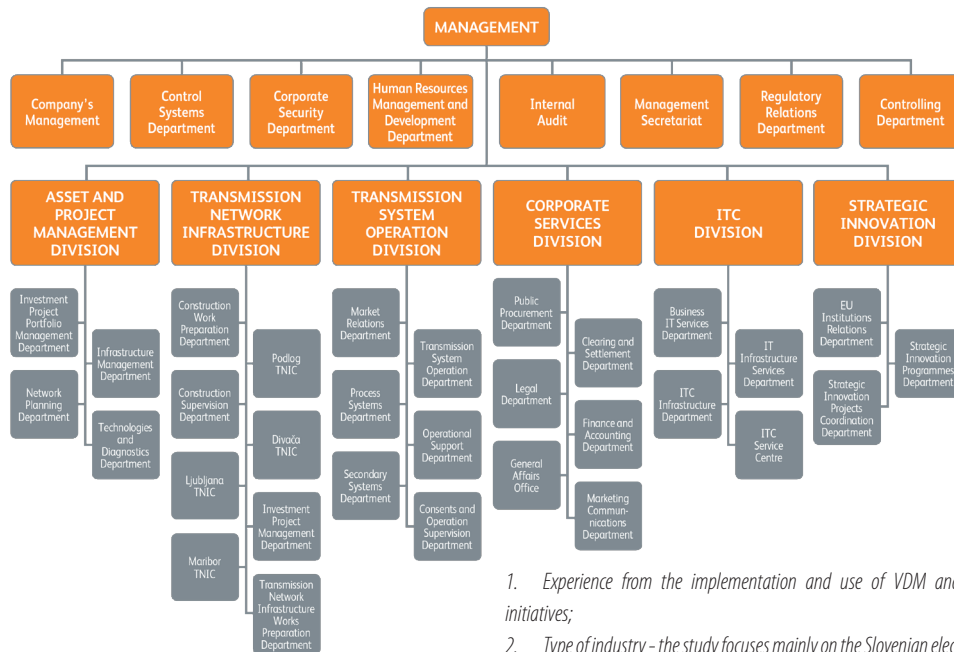 MANAGEMENT
Company's
Management
Control
Systems
Department
Corporate
Security
Department
Human Resources
Management and
Development
Department
Internal
Audit
Management
Secretariat
Regulatory
Relations
Department
Controlling
Department
ASSET AND
PROJECT
MANAGEMENT
DIVISION
TRANSMISSION
NETWORK
INFRASTRUCTURE
DIVISION
TRANSMISSION
SYSTEM
OPERATION
DIVISION
CORPORATE
SERVICES
DIVISION
ITC
DIVISION
STRATEGIC
INNOVATION
DIVISION
Investment
Project
Portfolio
Management
Department
Infrastructure
Management
Department
Network
Planning
Department
Technologies
and
Diagnostics
Department
Construction
Work
Preparation
Department
Podlog
TNIC
Construction
Supervision
Department
Divača
TNIC
Ljubljana
TNIC
Investment
Project
Management
Department
Maribor
TNIC
Transmission
Network
Infrastructure
Works
Preparation
Department
Market
Relations
Department
Transmission
System
Operation
Department
Process
Systems
Department
Operational
Support
Department
Secondary
Systems
Department
Consents and
Operation
Supervision
Department
Public
Procurement
Department
Clearing and
Settlement
Department
Legal
Department
Finance and
Accounting
Department
General
Affairs
Office
Marketing
Commun-
nications
Department
Business
IT Services
Department
IT
Infrastructure
Services
Department
ITC
Infrastructure
Department
ITC
Service
Centre
EU
Institutions
Relations
Department
Strategic
Innovation
Programmes
Department
Strategic
Innovation
Projects
Coordination
Department
1. Experience from the implementation and use of VDM and
initiatives;
2. Type of industry - the study focuses mainly on the Slovenian elec